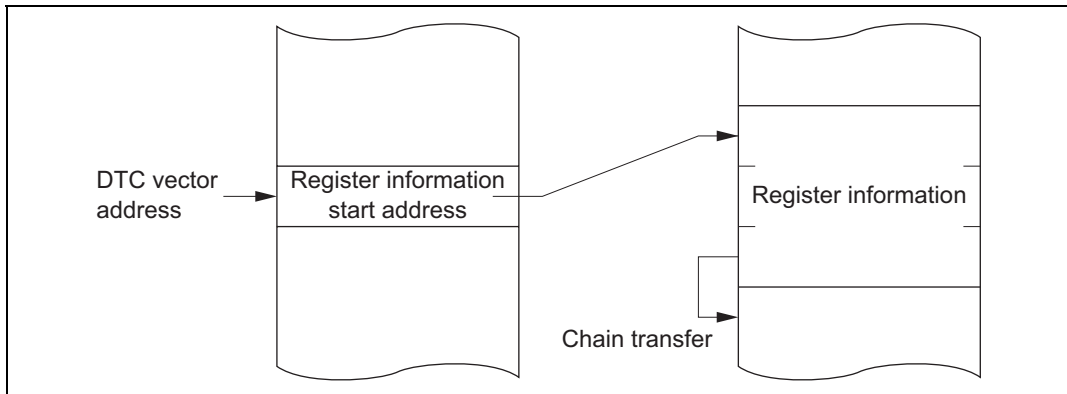 DTC vector
address
Register information
start address
Register information
Chain transfer